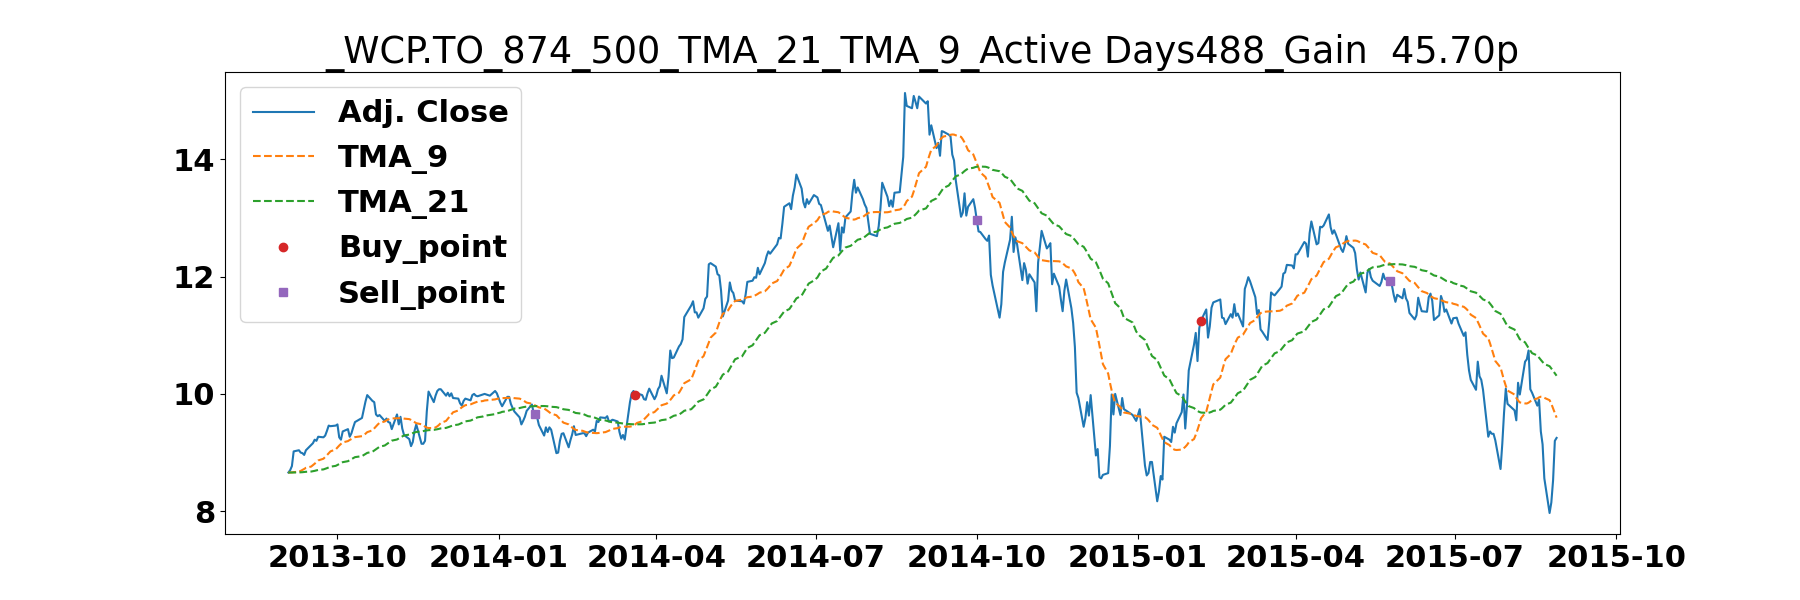 _WCP.TO_874_500_TMA_21_TMA_9_Active Days488_Gain  45.70p
Adj. Close
TMA_9
TMA_21
Buy_point
Sell_point
14
12
10
8
2013-10 2014-01 2014-04 2014-07 2014-10 2015-01 2015-04 2015-07 2015-10